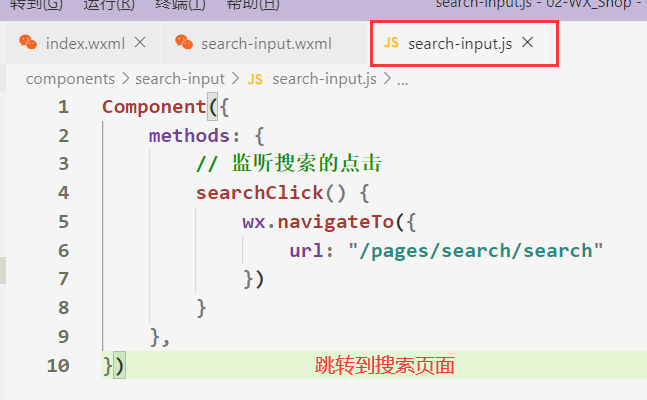 转到(G) 运行(R) 终端(T) 帮助(H) search-input.js - 02-WX_Shop -
index.wxml × search-input.wxml JS search-input.js ×
components > search-input > JS search-input.js > ...
1 Component({
2 methods: {
3 // 监听搜索的点击
4 searchClick() {
5 wx.navigateTo({
6 url: "/pages/search/search"
7 })
8 }
9 },
10 }) 跳转到搜索页面